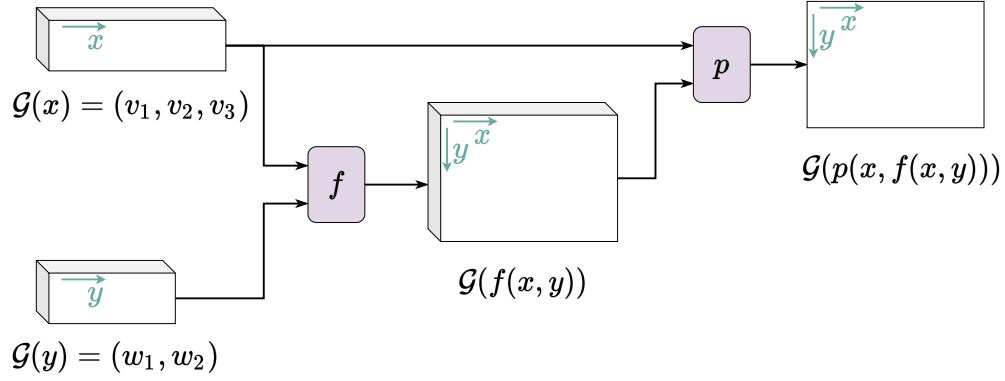 x
𝒢(x) = (v₁, v₂, v₃)
y
𝒢(y) = (w₁, w₂)
f
y x
𝒢(f(x, y))
p
y x
𝒢(p(x, f(x, y)))